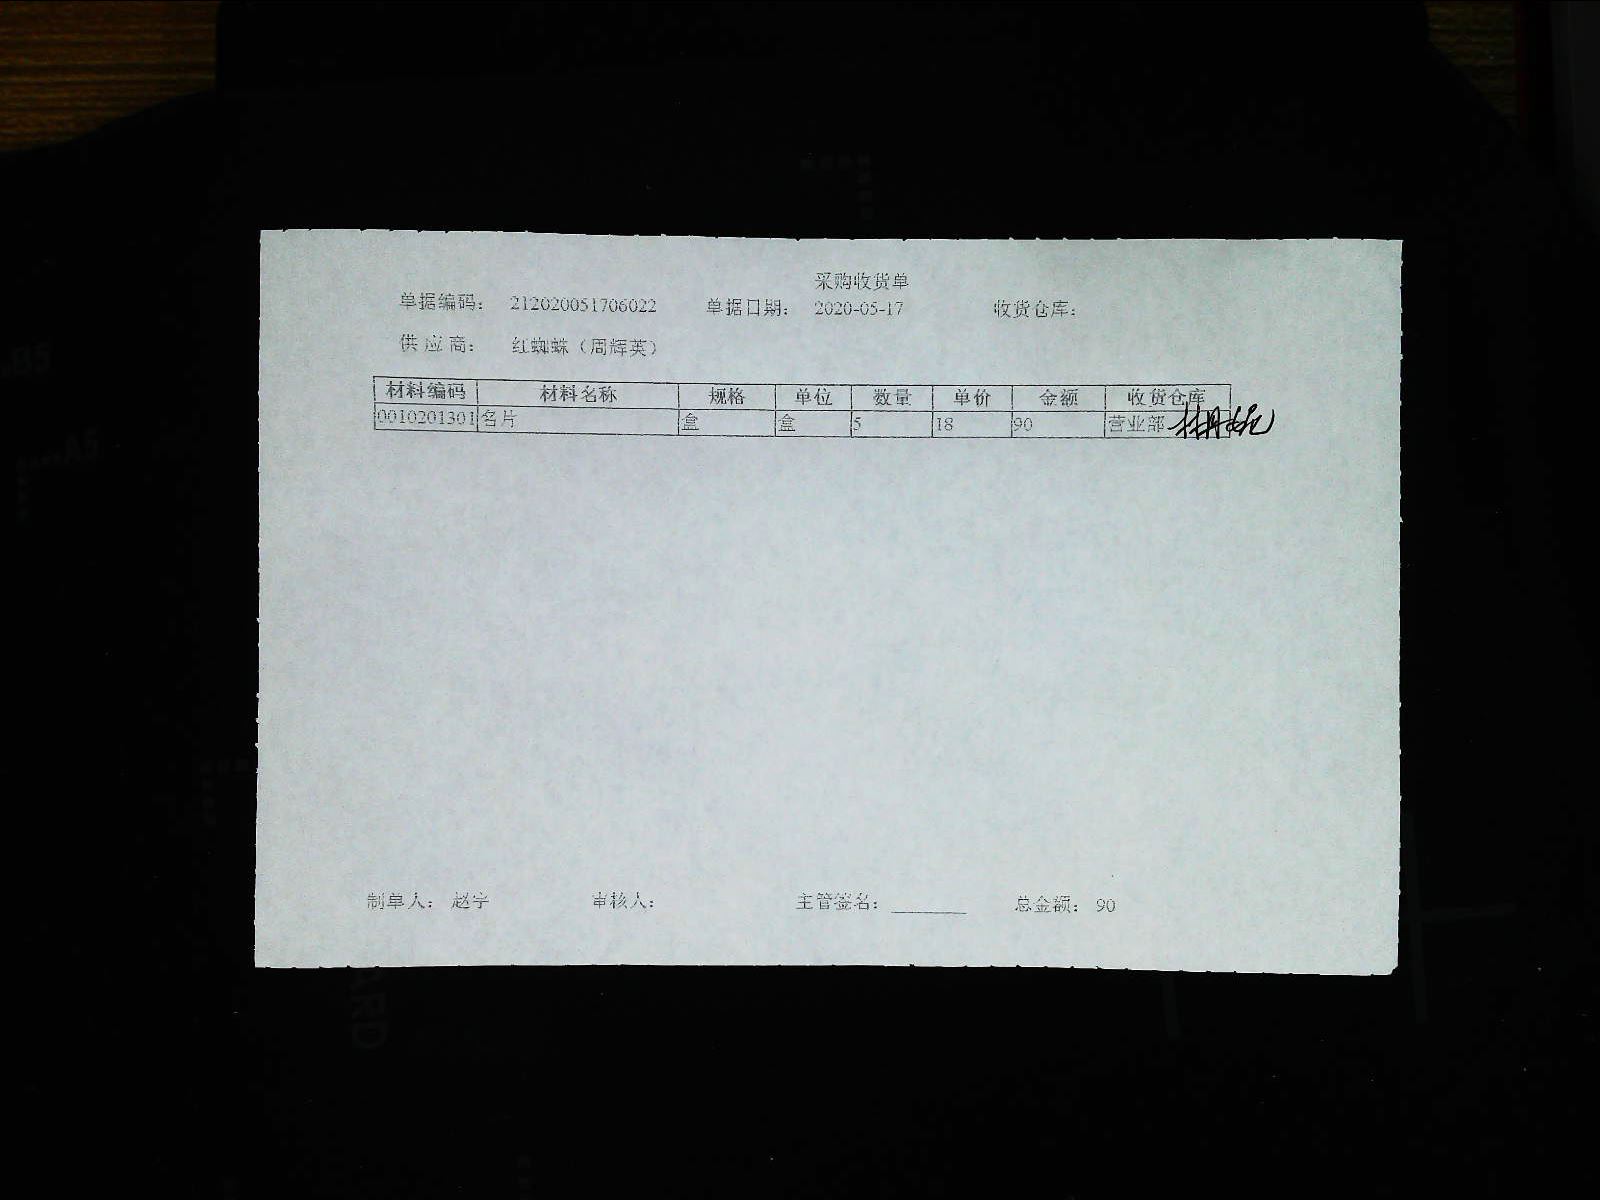 采购收货单
单据编码： 212020051706022 单据日期： 2020-05-17 收货仓库：
供 应 商： 红蜘蛛（周辉英）
材料编码 材料名称 规格 单位 数量 单价 金额 收货仓库
0010201301 名片 盒 盒 5 18 90 营业部
制单人： 赵宇 审核人： 主管签名： 总金额： 90
B5
A5